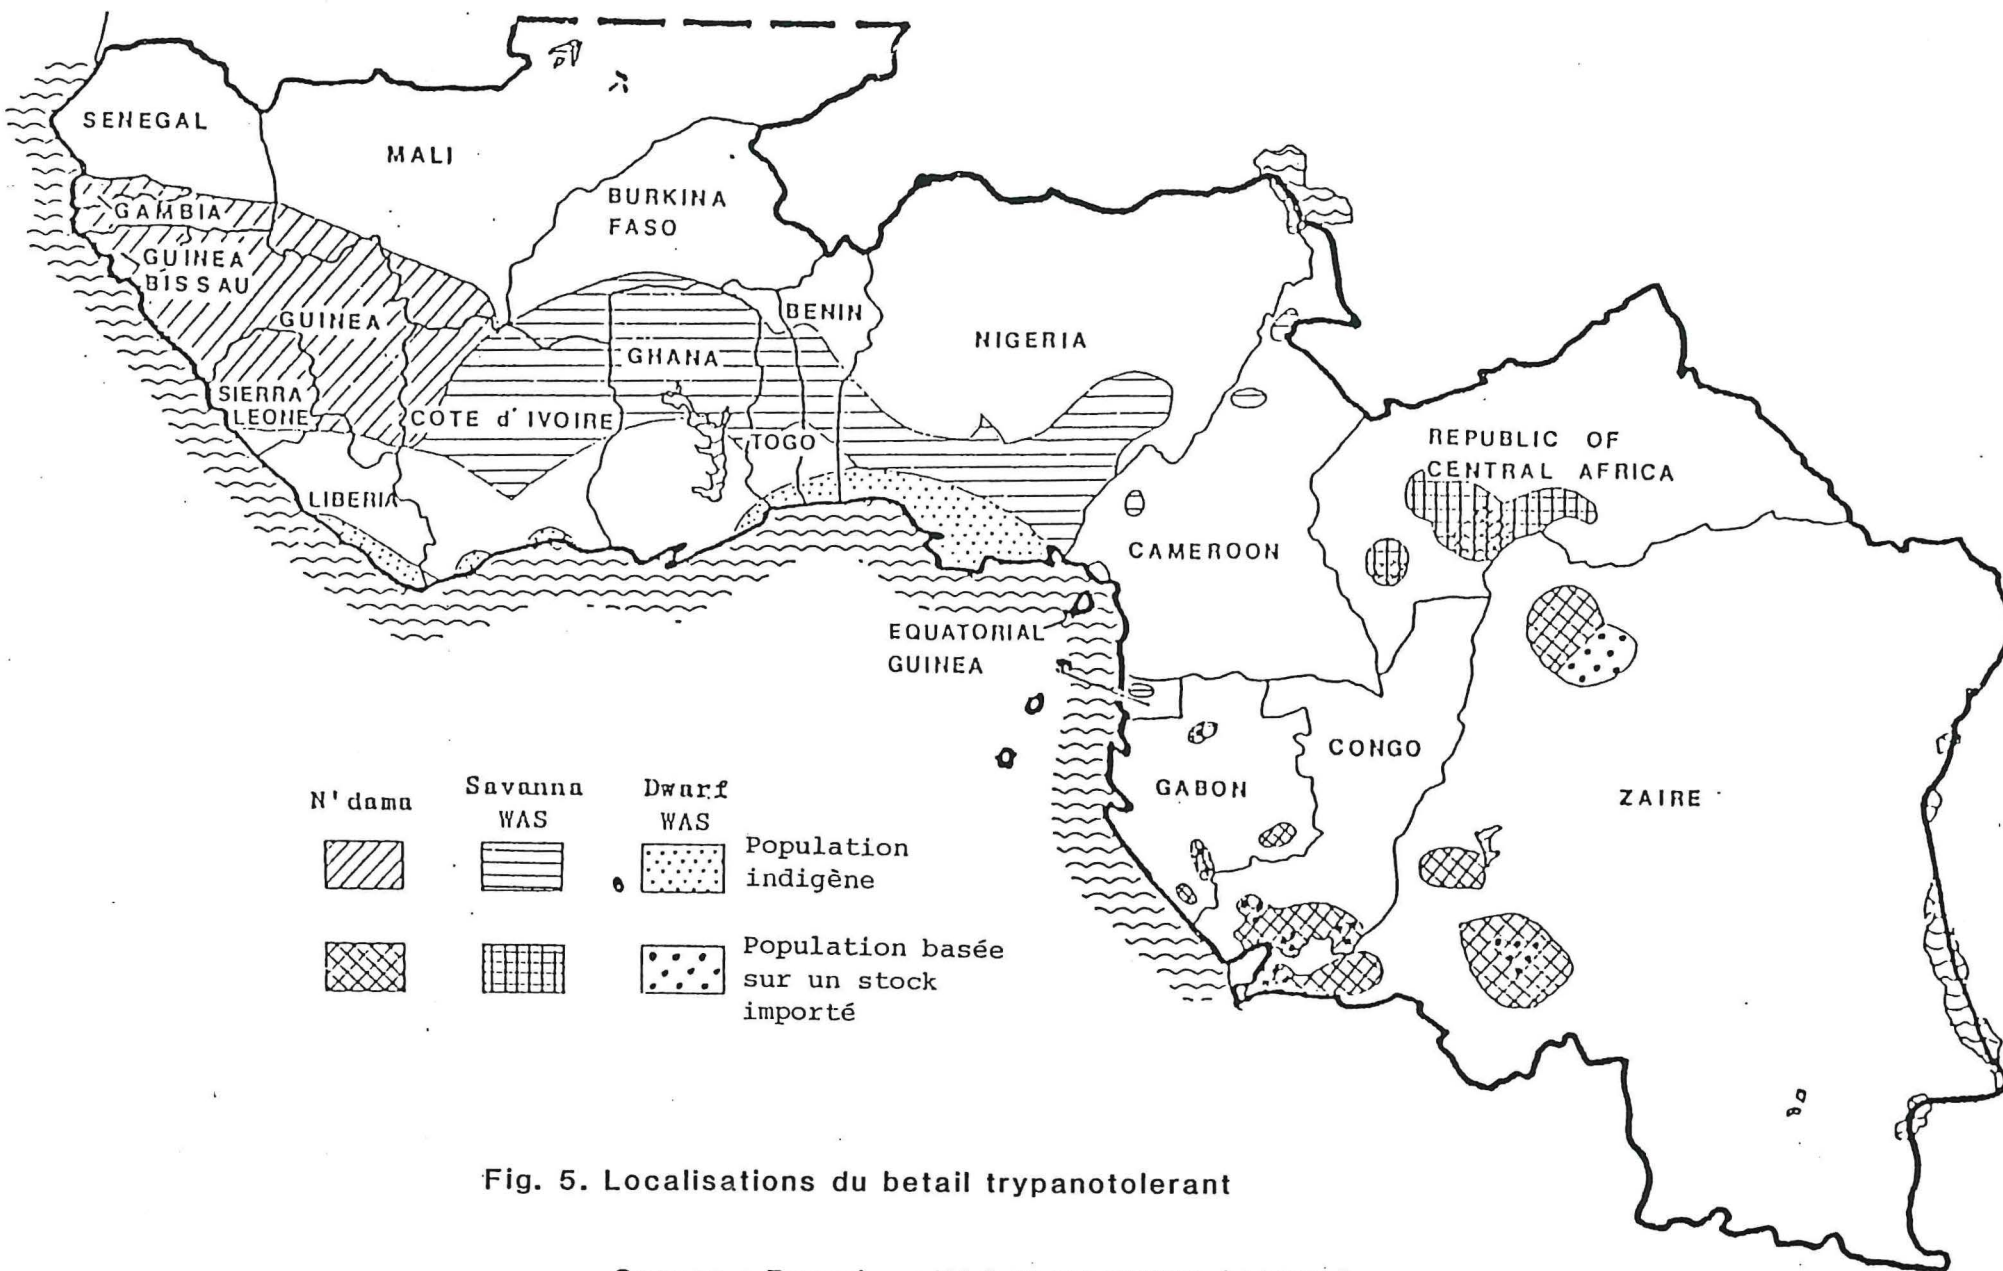 SENEGAL
MALI
BURKINA
FASO
GAMBIA
GUINEA
BISSAU
GUINEA
BENIN
NIGERIA
GHANA
SIERRA
LEONE
COTE d'IVOIRE
TOGO
REPUBLIC OF
CENTRAL AFRICA
LIBERIA
CAMEROON
EQUATORIAL
GUINEA
CONGO
GABON
ZAIRE
N'dama
Savanna
WAS
Dwarf
WAS
Population
indigène
Population basée
sur un stock
importé
Fig. 5. Localisations du betail trypanotolerant